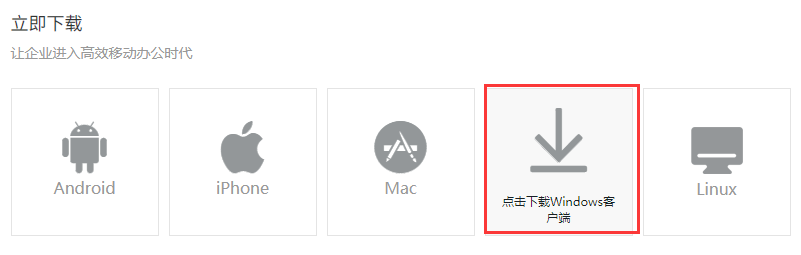 立即下载
让企业进入高效移动办公时代
Android
iPhone
Mac
点击下载Windows客
户端
Linux